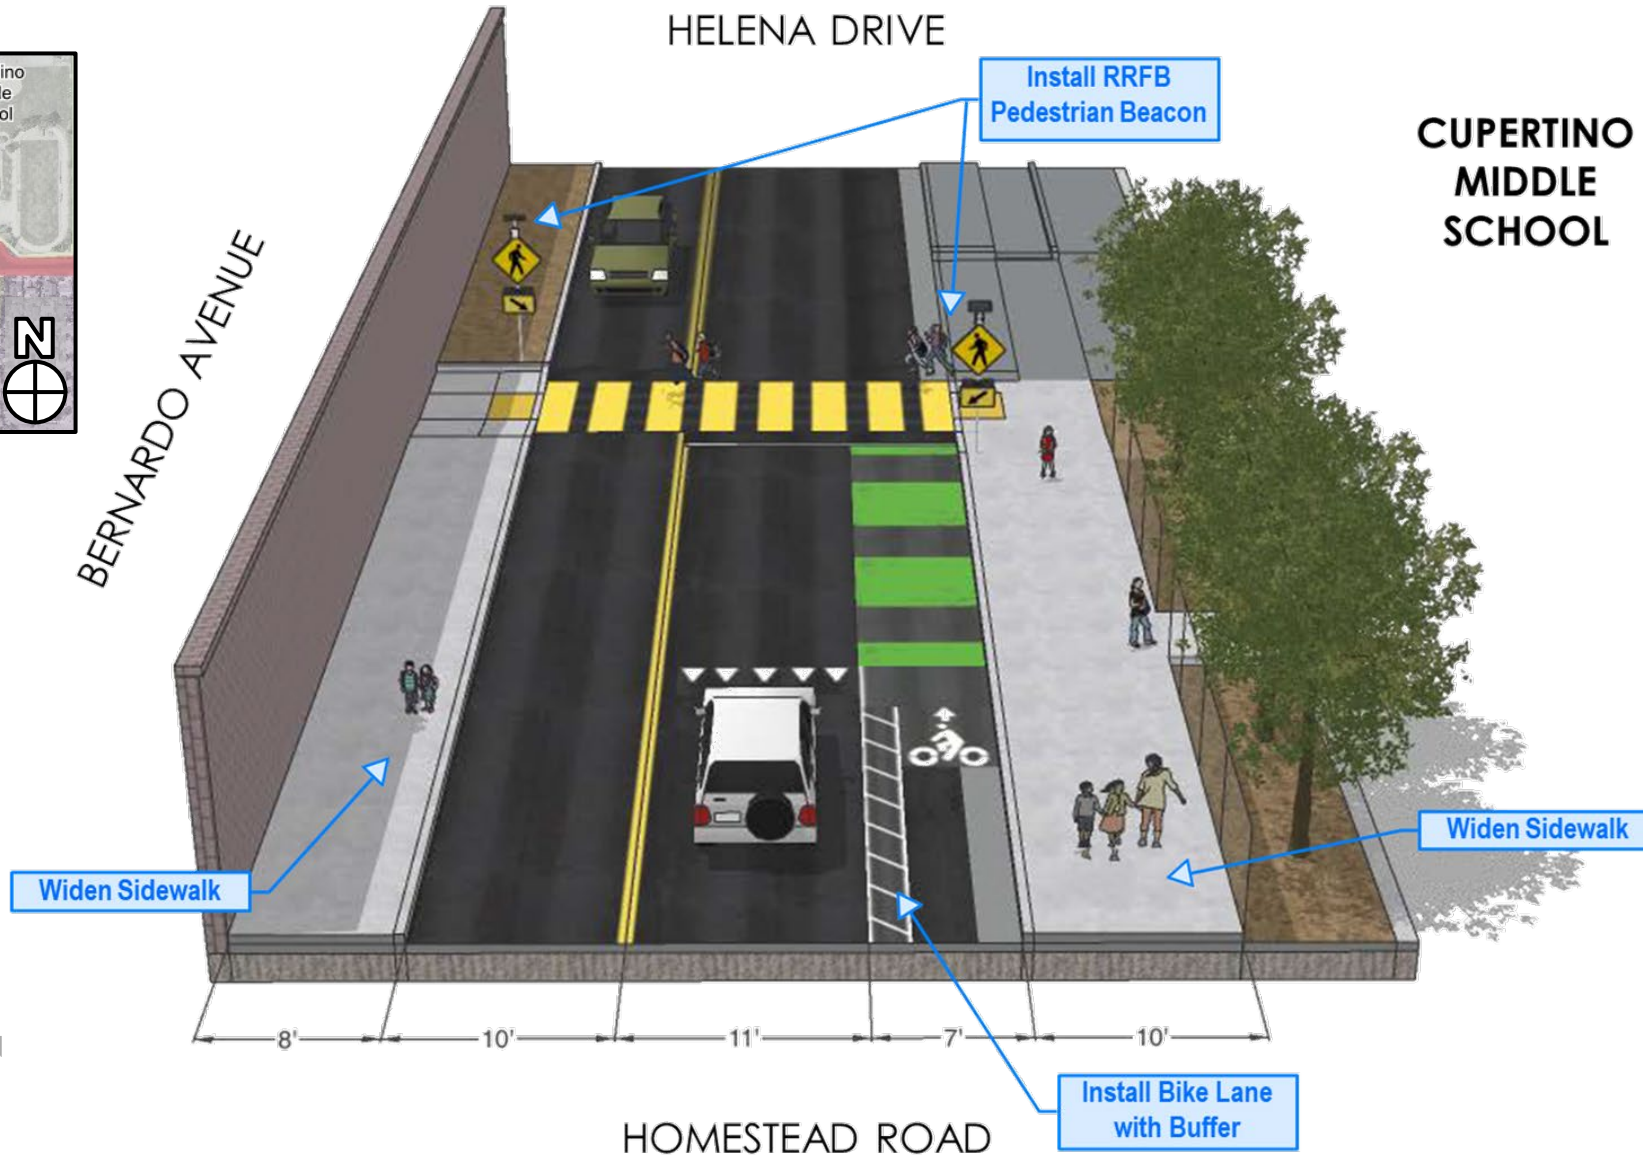 HELENA DRIVE
Install RRFB
Pedestrian Beacon
CUPERTINO
MIDDLE
SCHOOL
N
BERNARDO AVENUE
Widen Sidewalk
Widen Sidewalk
8' 10' 11' 7' 10'
Install Bike Lane
with Buffer
HOMESTEAD ROAD